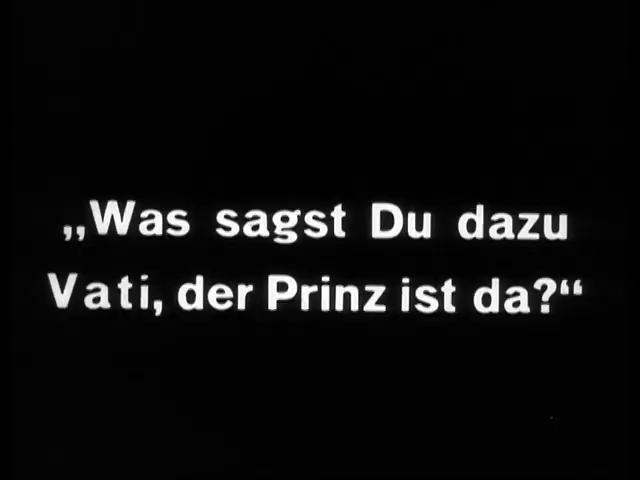 „Was sagst Du dazu
Vati, der Prinz ist da?“